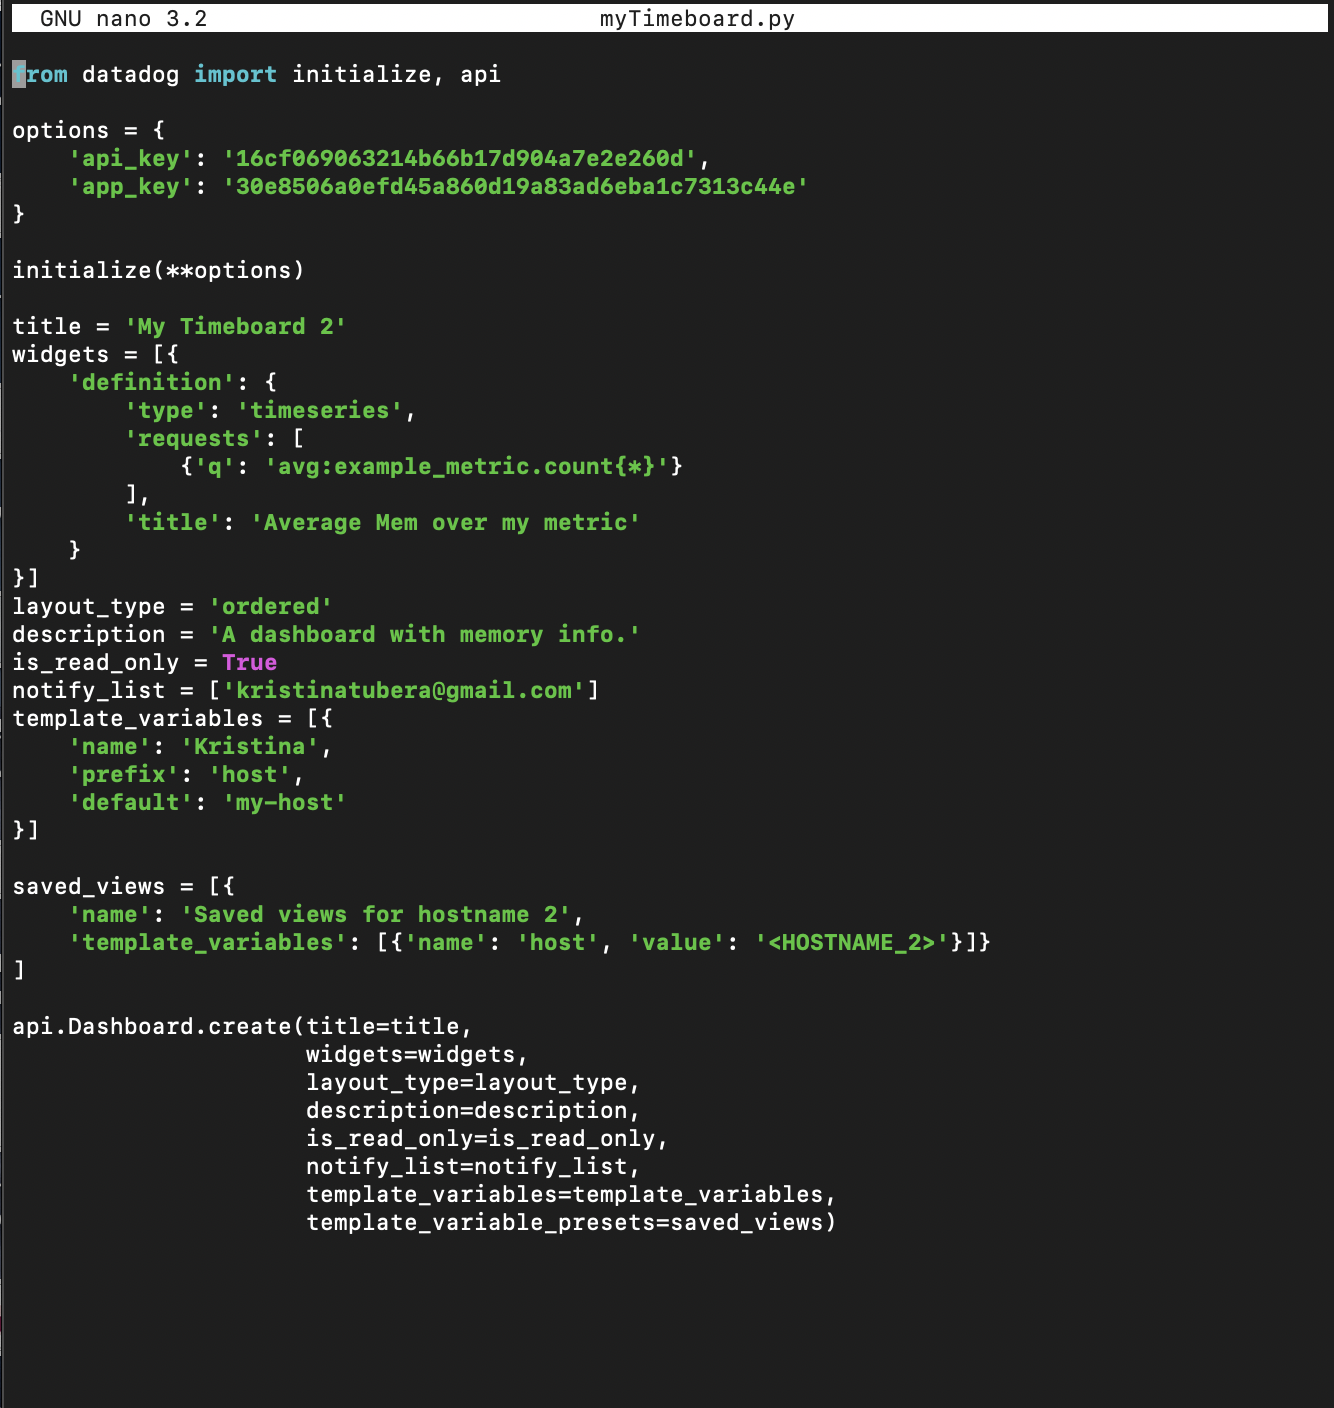 GNU nano 3.2 myTimeboard.py
from datadog import initialize, api
options = {
    'api_key': '16cf069063214b66b17d904a7e2e260d',
    'app_key': '30e8506a0efd45a860d19a83ad6eba1c7313c44e'
}
initialize(**options)
title = 'My Timeboard 2'
widgets = [{
    'definition': {
        'type': 'timeseries',
        'requests': [
            {'q': 'avg:example_metric.count{*}'}
        ],
        'title': 'Average Mem over my metric'
    }
}]
layout_type = 'ordered'
description = 'A dashboard with memory info.'
is_read_only = True
notify_list = ['kristinatubera@gmail.com']
template_variables = [{
    'name': 'Kristina',
    'prefix': 'host',
    'default': 'my-host'
}]
saved_views = [{
    'name': 'Saved views for hostname 2',
    'template_variables': [{'name': 'host', 'value': '<HOSTNAME_2>'}]}
]
api.Dashboard.create(title=title,
                     widgets=widgets,
                     layout_type=layout_type,
                     description=description,
                     is_read_only=is_read_only,
                     notify_list=notify_list,
                     template_variables=template_variables,
                     template_variable_presets=saved_views)